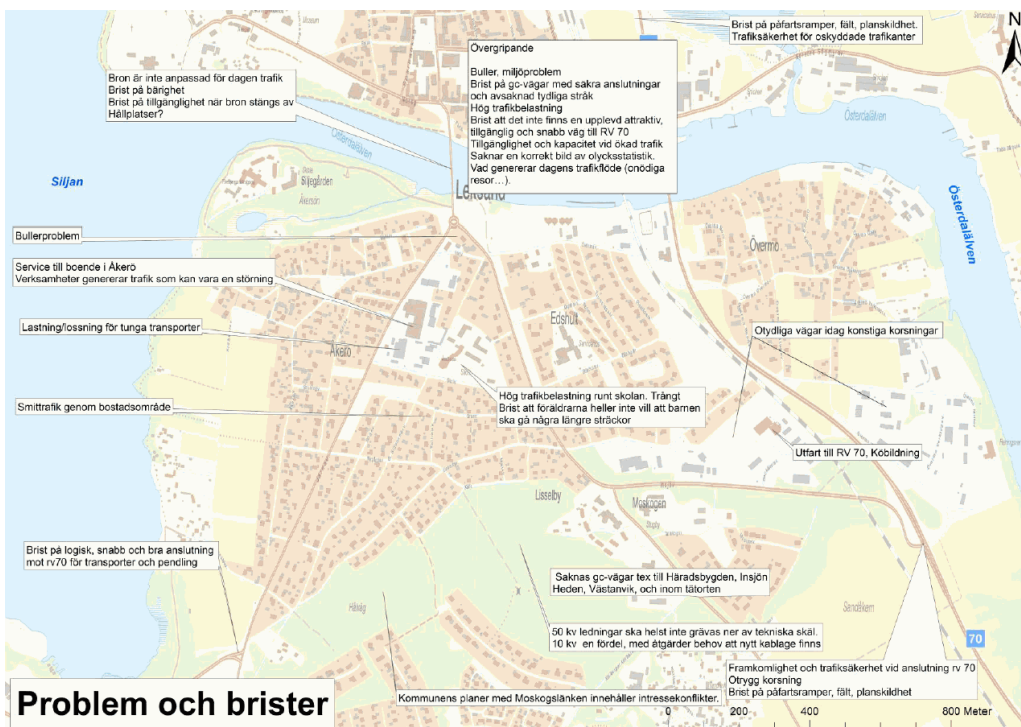 N
Brist på påfartsramper, fält, planskildhet.
Trafiksäkerhet för oskyddade trafikanter
Övergripande
Buller, miljöproblem
Brist på gc-vägar med säkra anslutningar
och avsaknad tydliga stråk
Hög trafikbelastning
Brist att det inte finns en upplevd attraktiv,
tillgänglig och snabb väg till RV 70
Tillgänglighet och kapacitet vid ökad trafik
Saknar en korrekt bild av olycksstatistik.
Vad genererar dagens trafikflöde (onödiga
resor…).
Bron är inte anpassad för dagen trafik
Brist på bärighet
Brist på tillgänglighet när bron stängs av
Hållplatser?
Österdalälven
Österdalälven
Siljan
Siljegården
Åkerson
Leksand
Österdalälven
Övermo
Bullerproblem
Service till boende i Åkerö
Verksamheter genererar trafik som kan vara en störning
Lastning/lossning för tunga transporter
Edshult
Otydliga vägar idag konstiga korsningar
Åkerö
Hög trafikbelastning runt skolan. Trångt
Brist att föräldrarna heller inte vill att barnen
ska gå några längre sträckor
Smittrafik genom bostadsområde
Utfart till RV 70, Köbildning
Lisselby
Moskogen
Brist på logisk, snabb och bra anslutning
mot rv70 för transporter och pendling
Saknas gc-vägar tex till Häradsbygden, Insjön
Heden, Västanvik, och inom tätorten
50 kv ledningar ska helst inte grävas ner av tekniska skäl.
10 kv en fördel, med åtgärder behov att nytt kablage finns
70
Framkomlighet och trafiksäkerhet vid anslutning rv 70
Otrygg korsning
Brist på påfartsramper, fält, planskildhet
Kommunens planer med Moskogslänken innehåller intressekonflikter.
Problem och brister
0 200 400 800 Meter